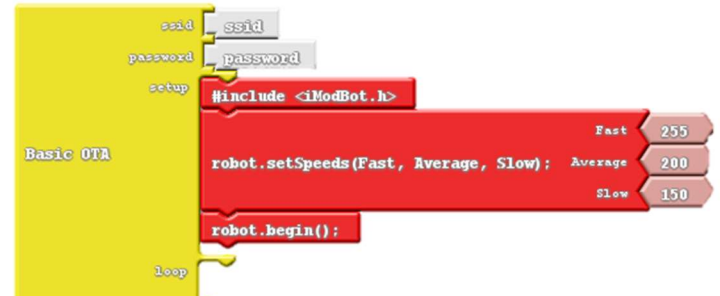 ssid ssid
password password
setup
#include <iModBot.h>
Fast 255
Basic OTA robot.setSpeeds(Fast, Average, Slow); Average 200
Slow 150
robot.begin();
loop